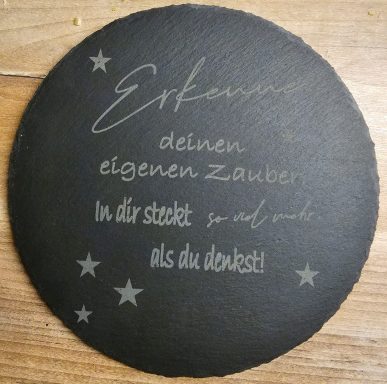 Erkenne
deinen
eigenen Zauber
In dir steckt so viel mehr
als du denkst!